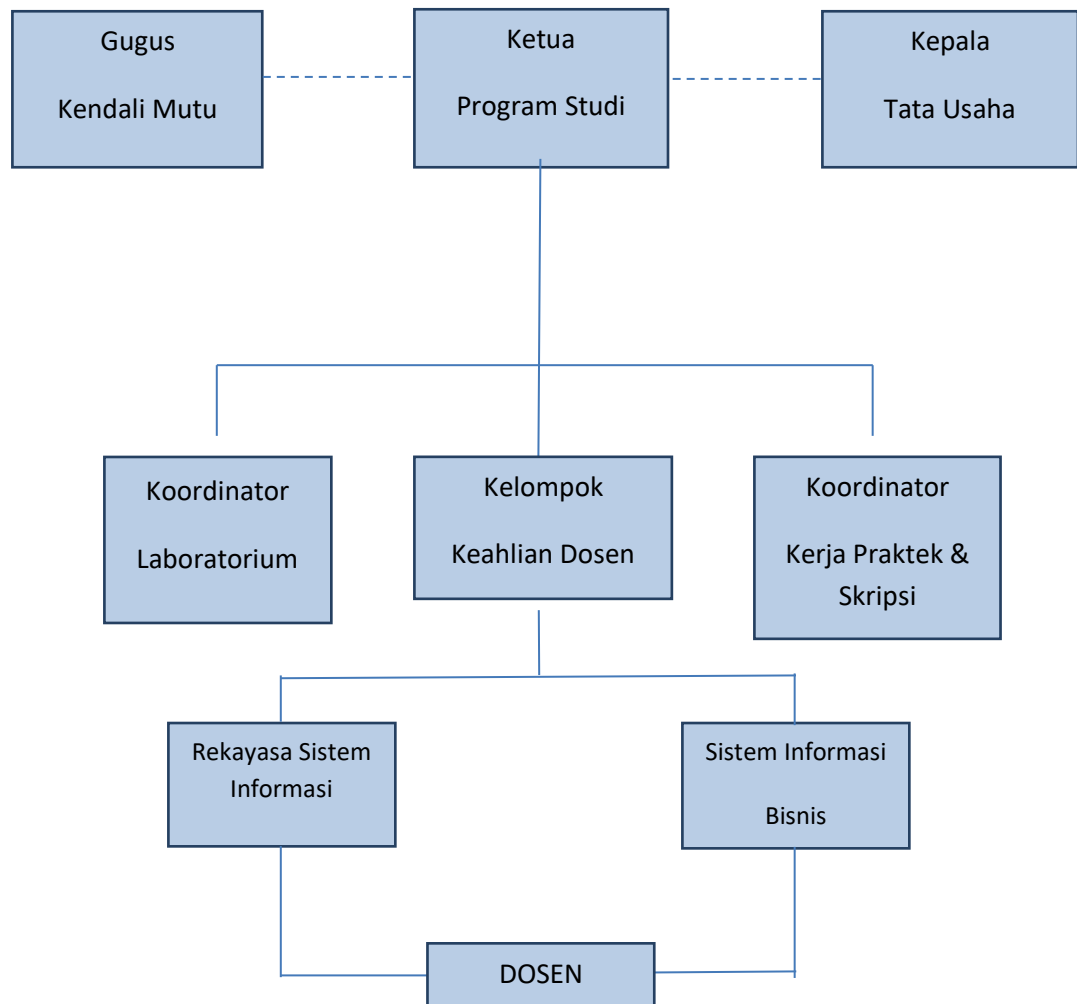 Gugus
Kendali Mutu
Ketua
Program Studi
Kepala
Tata Usaha
Koordinator
Laboratorium
Kelompok
Keahlian Dosen
Koordinator
Kerja Praktek &
Skripsi
Rekayasa Sistem
Informasi
Sistem Informasi
Bisnis
DOSEN